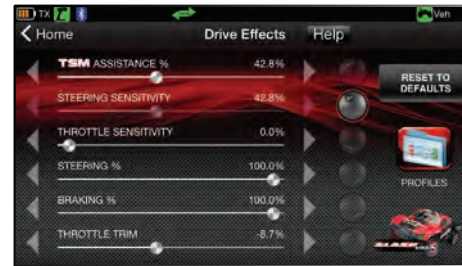 TX Veh
Home Drive Effects Help
TSM ASSISTANCE % 42.8%
STEERING SENSITIVITY 42.8%
THROTTLE SENSITIVITY 0.0%
STEERING % 100.0%
BRAKING % 100.0%
THROTTLE TRIM -8.7%
RESET TO
DEFAULTS
PROFILES
SLASH